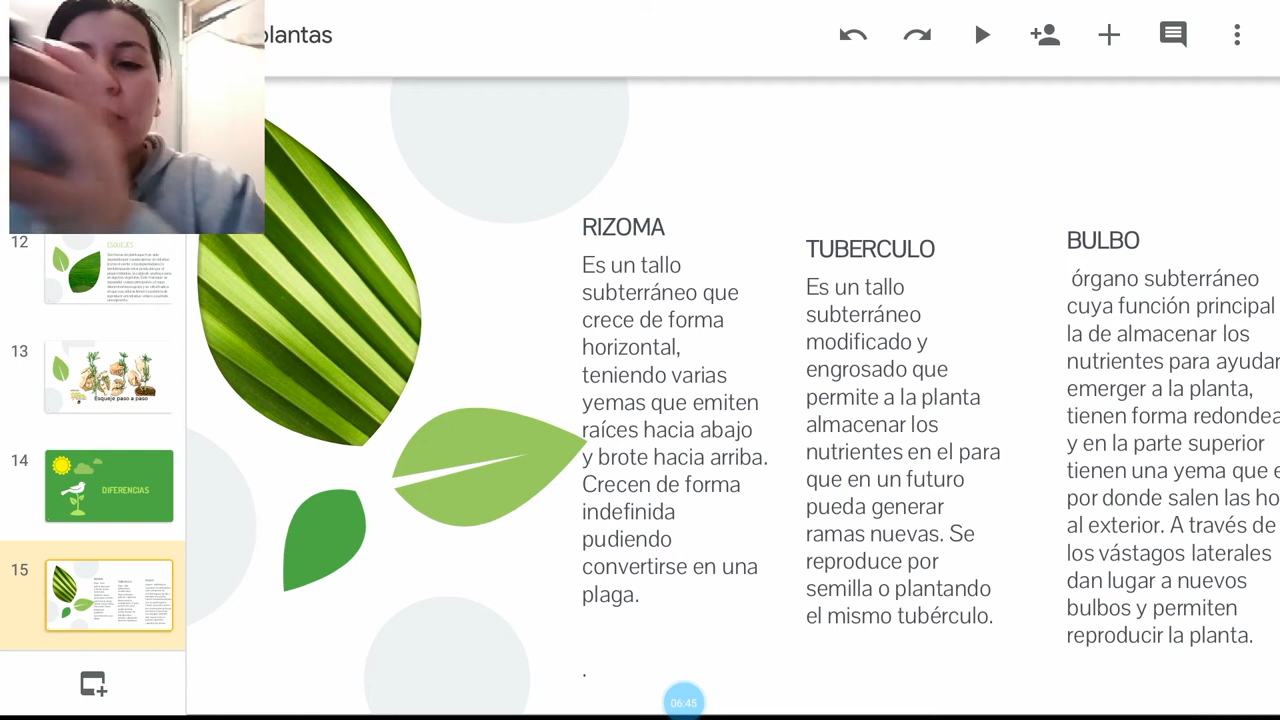 plantas
12
ESQUEJES
13
Esqueje paso a paso
14
DIFERENCIAS
15
RIZOMA
Es un tallo
subterráneo que
crece de forma
horizontal,
teniendo varias
yemas que emiten
raíces hacia abajo
y brote hacia arriba.
Crecen de forma
indefinida
pudiendo
convertirse en una
plaga.
.
TUBERCULO
Es un tallo
subterráneo
modificado y
engrosado que
permite a la planta
almacenar los
nutrientes en el para
que en un futuro
pueda generar
ramas nuevas. Se
reproduce por
semilla o plantando
el mismo tubérculo.
BULBO
órgano subterráneo
cuya función principal
la de almacenar los
nutrientes para ayudar
emerger a la planta,
tienen forma redondea
y en la parte superior
tienen una yema que e
por donde salen las ho
al exterior. A través de
los vástagos laterales
dan lugar a nuevos
bulbos y permiten
reproducir la planta.
06:45